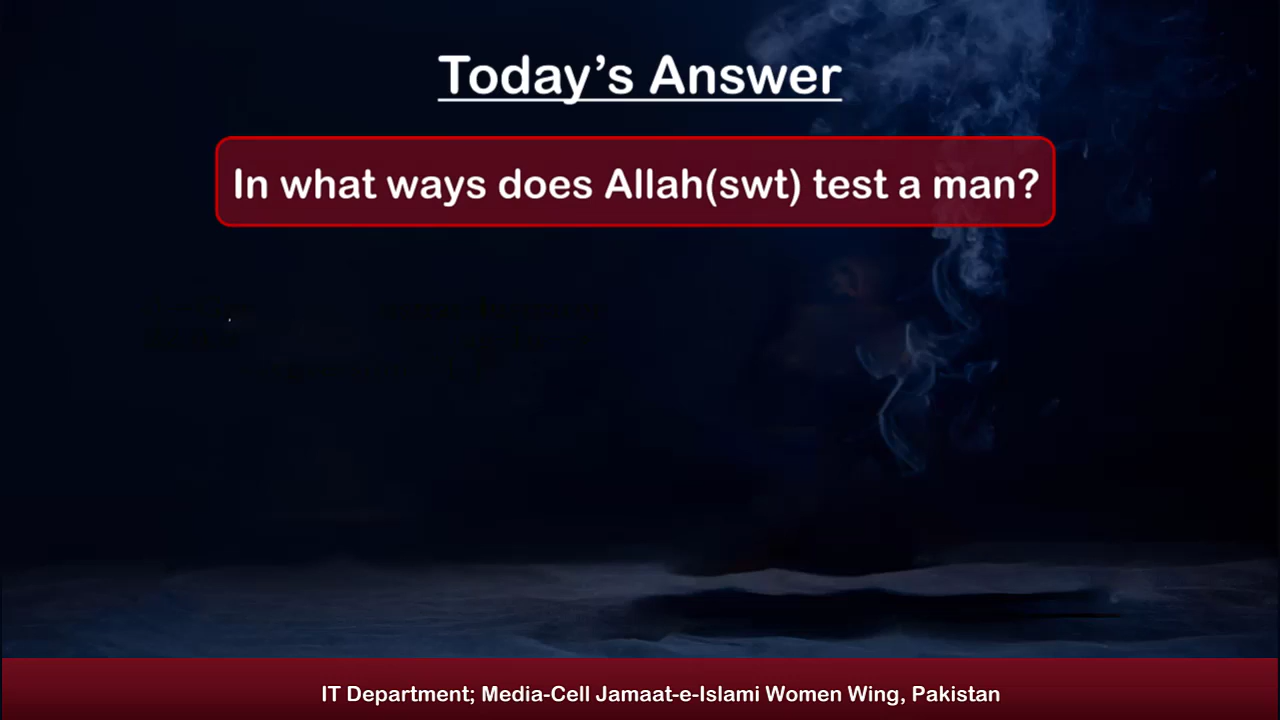 Today’s Answer
In what ways does Allah(swt) test a man?
IT Department; Media-Cell Jamaat-e-Islami Women Wing, Pakistan